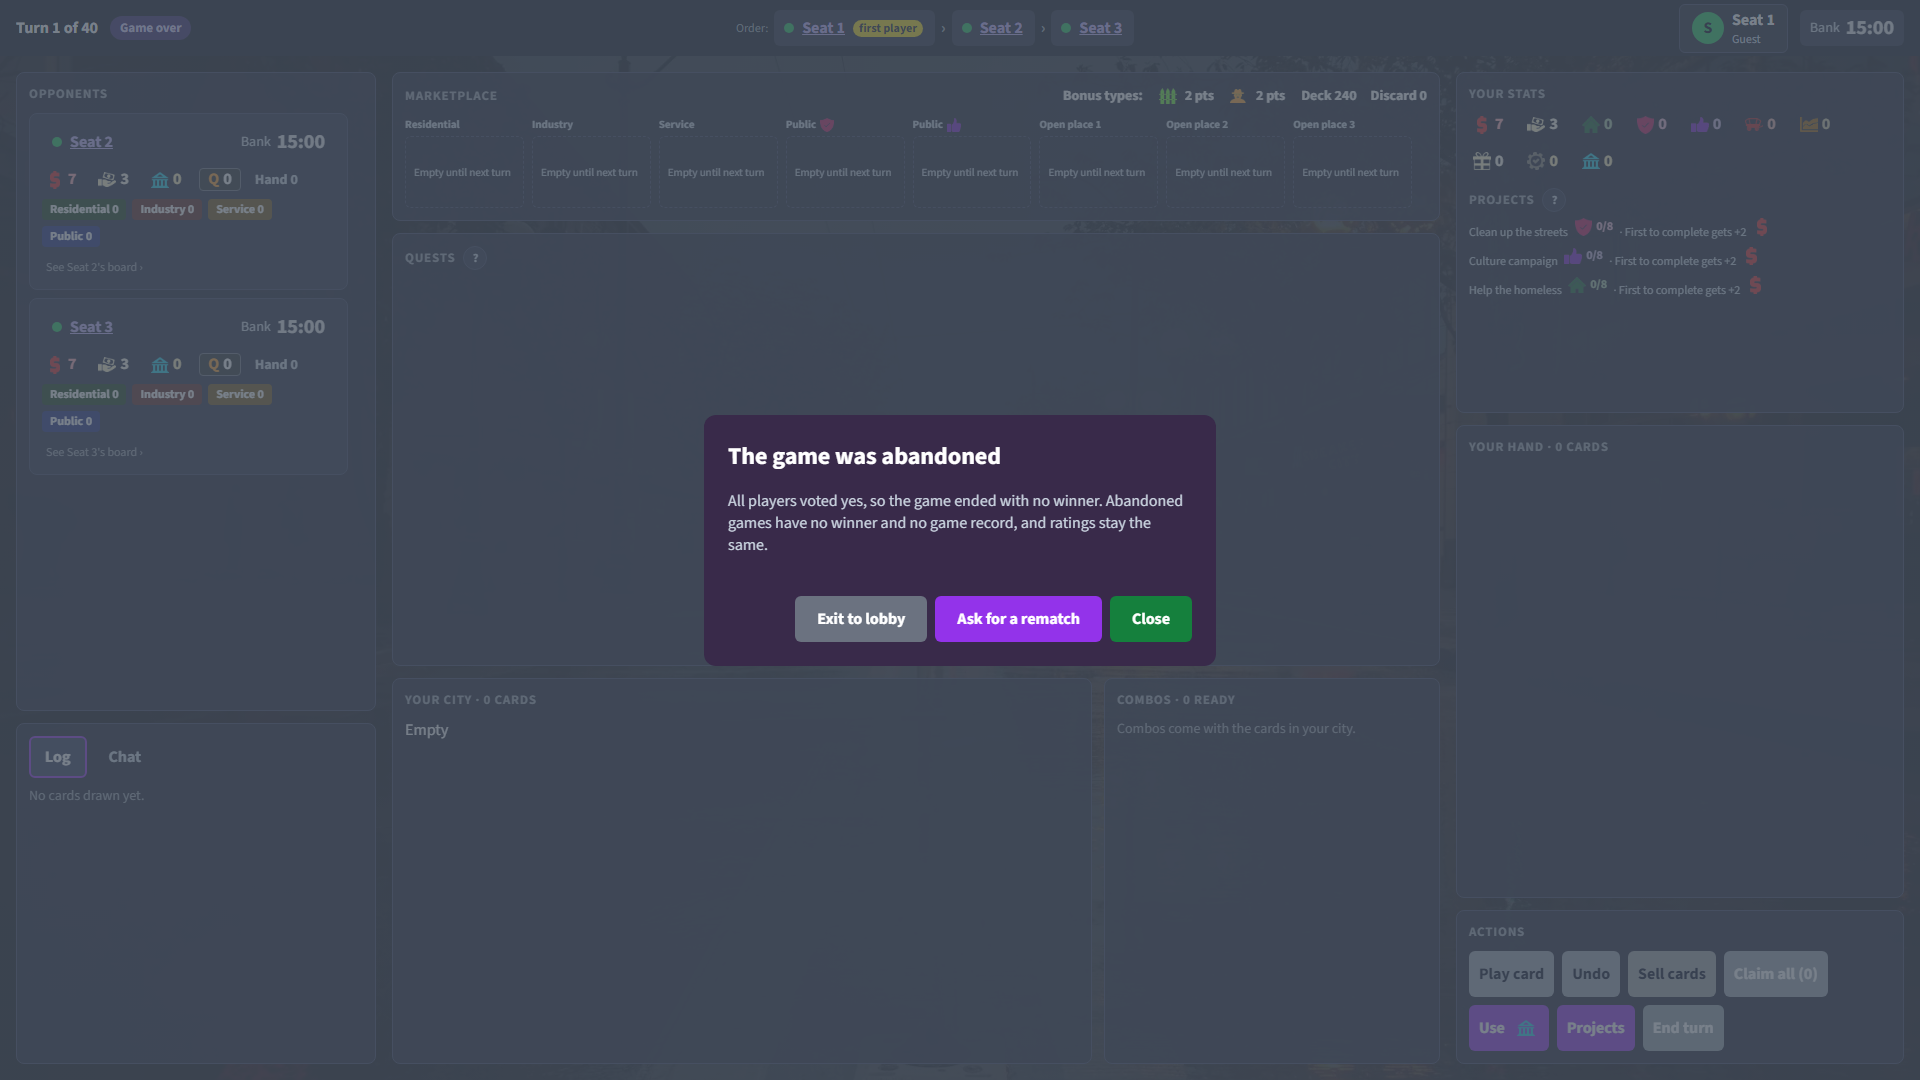 Turn 1 of 40 Game over
Order: Seat 1 first player › Seat 2 › Seat 3
S Seat 1
Guest
Bank 15:00
OPPONENTS
Seat 2 Bank 15:00
7 3 0 Q 0 Hand 0
Residential 0 Industry 0 Service 0
Public 0
See Seat 2's board ›
Seat 3 Bank 15:00
7 3 0 Q 0 Hand 0
Residential 0 Industry 0 Service 0
Public 0
See Seat 3's board ›
Log Chat
No cards drawn yet.
MARKETPLACE Bonus types: 2 pts 2 pts Deck 240 Discard 0
Residential Industry Service Public Public Open place 1 Open place 2 Open place 3
Empty until next turn Empty until next turn Empty until next turn Empty until next turn Empty until next turn Empty until next turn Empty until next turn Empty until next turn
QUESTS ?
The game was abandoned
All players voted yes, so the game ended with no winner. Abandoned
games have no winner and no game record, and ratings stay the
same.
Exit to lobby Ask for a rematch Close
YOUR CITY · 0 CARDS
Empty
COMBOS · 0 READY
Combos come with the cards in your city.
YOUR STATS
$ 7 3 0 0 0 0 0
0 0 0
PROJECTS ?
Clean up the streets 0/8 · First to complete gets +2 $
Culture campaign 0/8 · First to complete gets +2 $
Help the homeless 0/8 · First to complete gets +2 $
YOUR HAND · 0 CARDS
ACTIONS
Play card Undo Sell cards Claim all (0)
Use Projects End turn